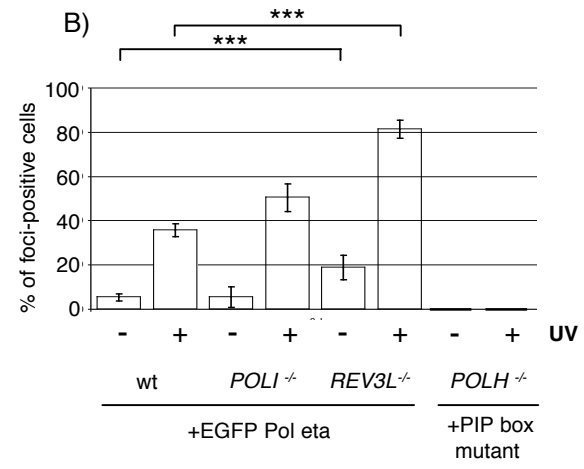 B)
***
***
% of foci-positive cells
100
80
60
40
20
0
- + - + - + - + UV
wt POLI -/- REV3L-/- POLH -/-
+EGFP Pol eta
+PIP box
mutant